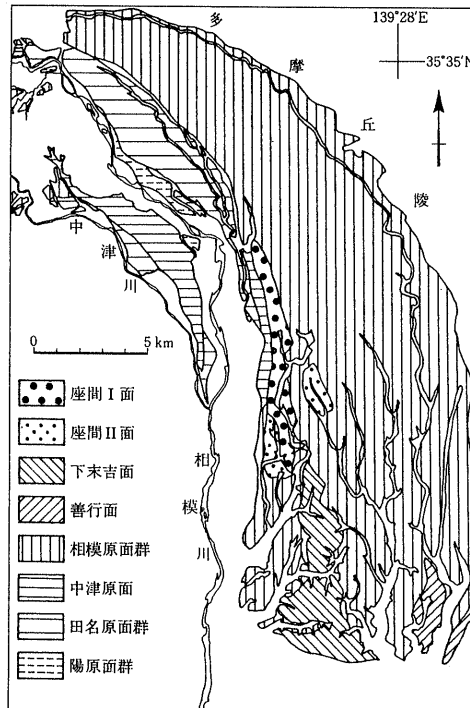 多摩丘陵
139°28′E
35°35′N
中津川
0 5 km
相模川
座間Ⅰ面
座間Ⅱ面
下末吉面
善行面
相模原面群
中津原面
田名原面群
陽原面群